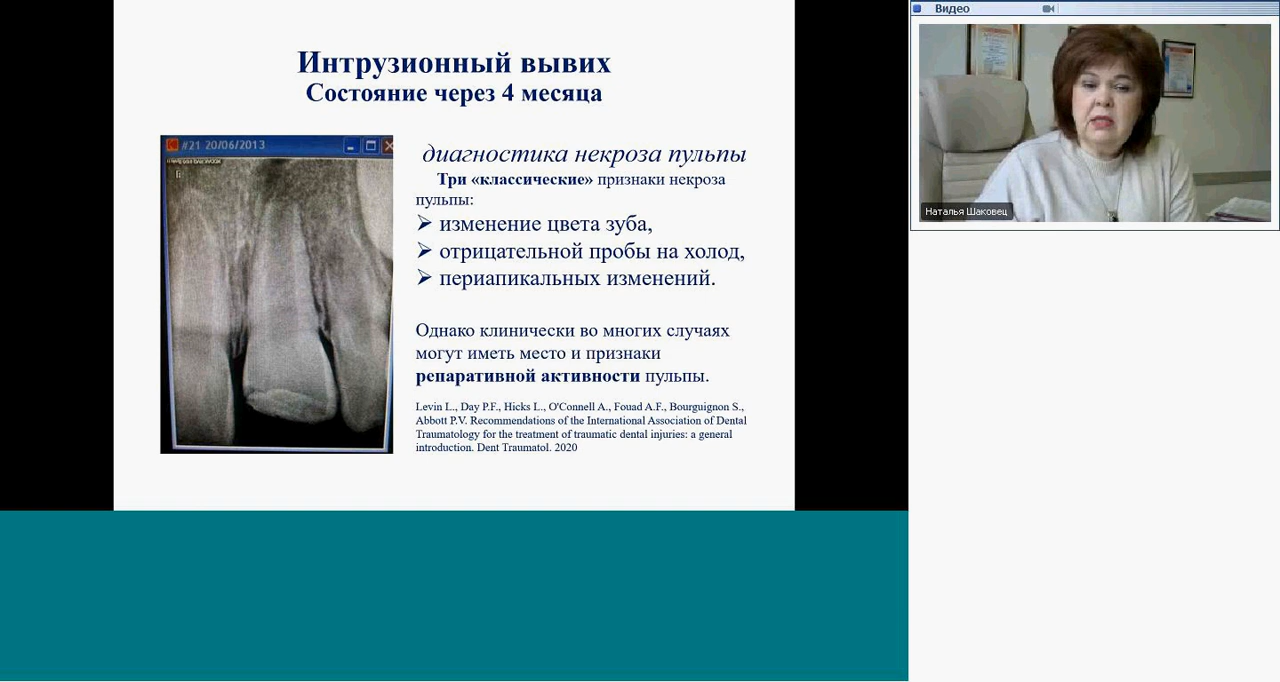 Видео
Интрузионный вывих
Состояние через 4 месяца
#21 20/06/2013
диагностика некроза пульпы
Три «классические» признаки некроза
пульпы:
изменение цвета зуба,
отрицательной пробы на холод,
периапикальных изменений.
Однако клинически во многих случаях
могут иметь место и признаки
репаративной активности пульпы.
Levin L., Day P.F., Hicks L., O'Connell A., Fouad A.F., Bourguignon S.,
Abbott P.V. Recommendations of the International Association of Dental
Traumatology for the treatment of traumatic dental injuries: a general
introduction. Dent Traumatol. 2020
Наталья Шаковец